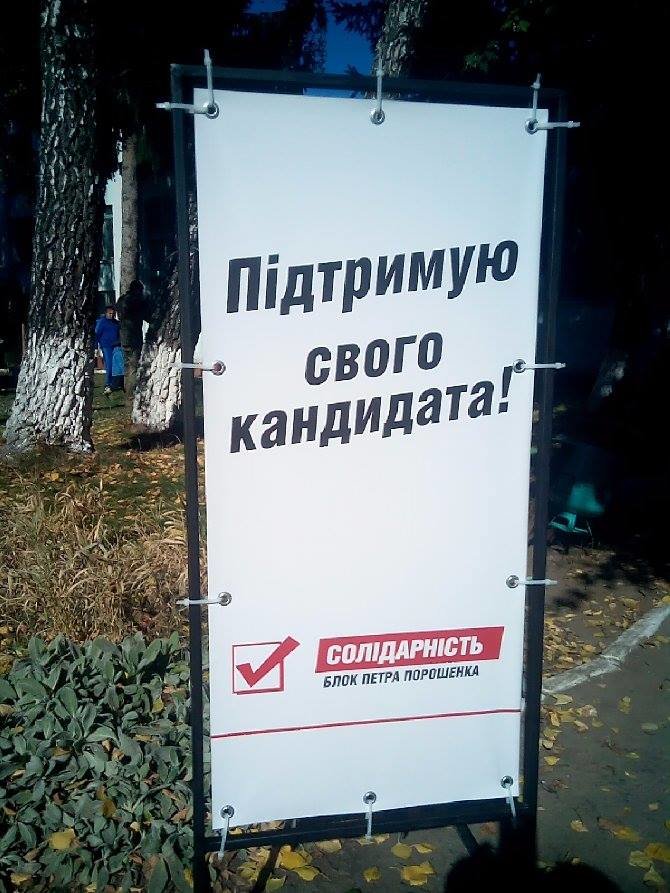 Підтримую
свого
кандидата!
СОЛІДАРНІСТЬ
БЛОК ПЕТРА ПОРОШЕНКА